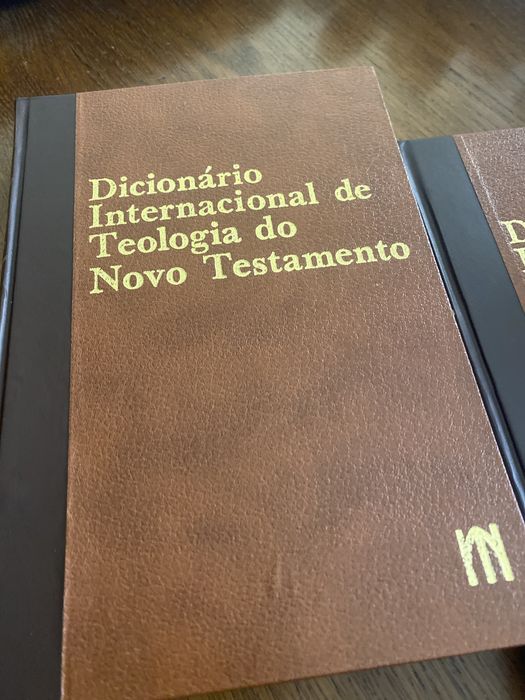 Dicionário
Internacional de
Teologia do
Novo Testamento
D